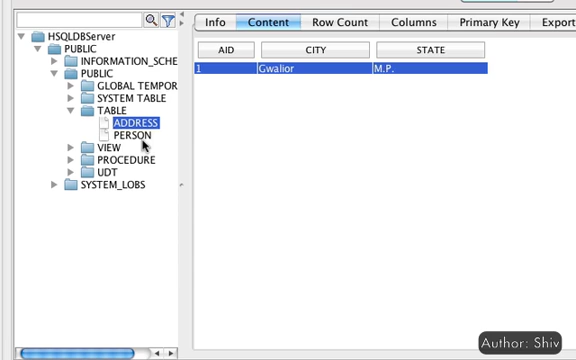 HSQLDBServer
PUBLIC
INFORMATION_SCHE
PUBLIC
GLOBAL TEMPOR
SYSTEM TABLE
TABLE
ADDRESS
PERSON
VIEW
PROCEDURE
UDT
SYSTEM_LOBS
Info Content Row Count Columns Primary Key Export
AID CITY STATE
1 Gwalior M.P.
Author: Shiv